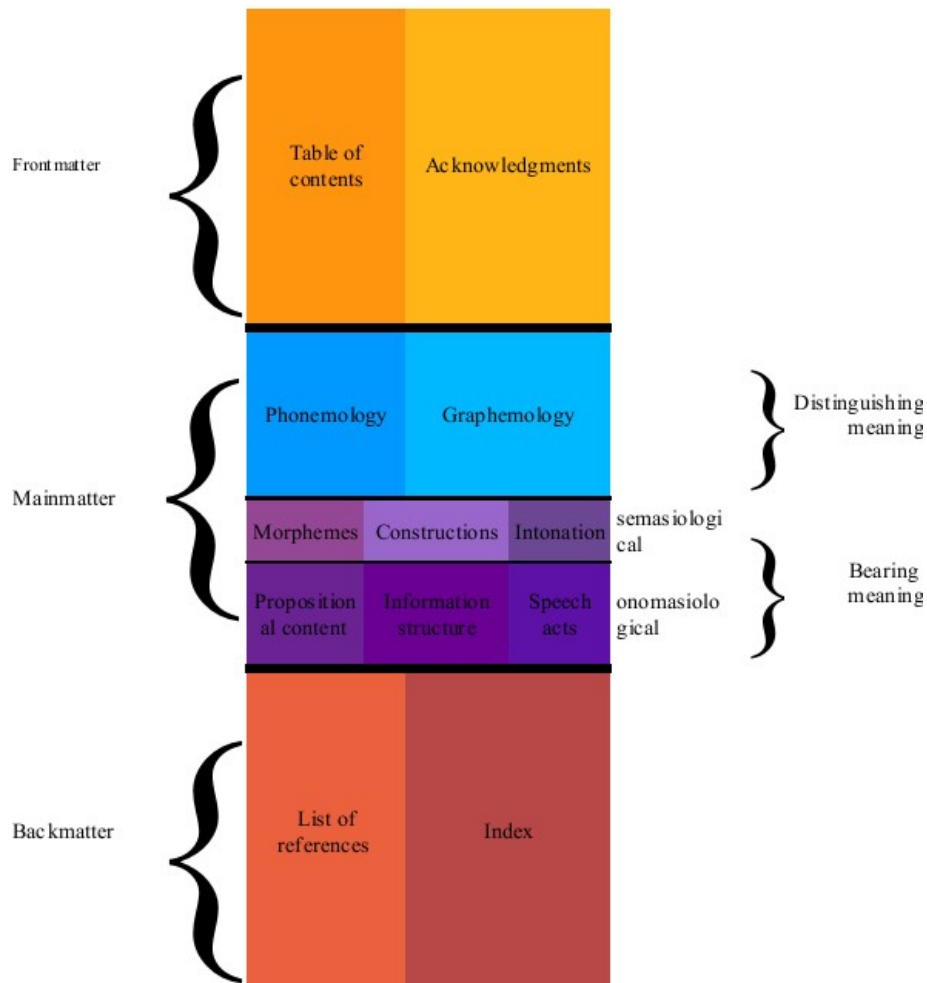 Frontmatter
Table of
contents
Acknowledgments
Mainmatter
Phonemology
Graphemology
Distinguishing
meaning
Morphemes
Constructions
Intonation
semasiologi
cal
Proposition
al content
Information
structure
Speech
acts
onomasiolo
gical
Bearing
meaning
Backmatter
List of
references
Index